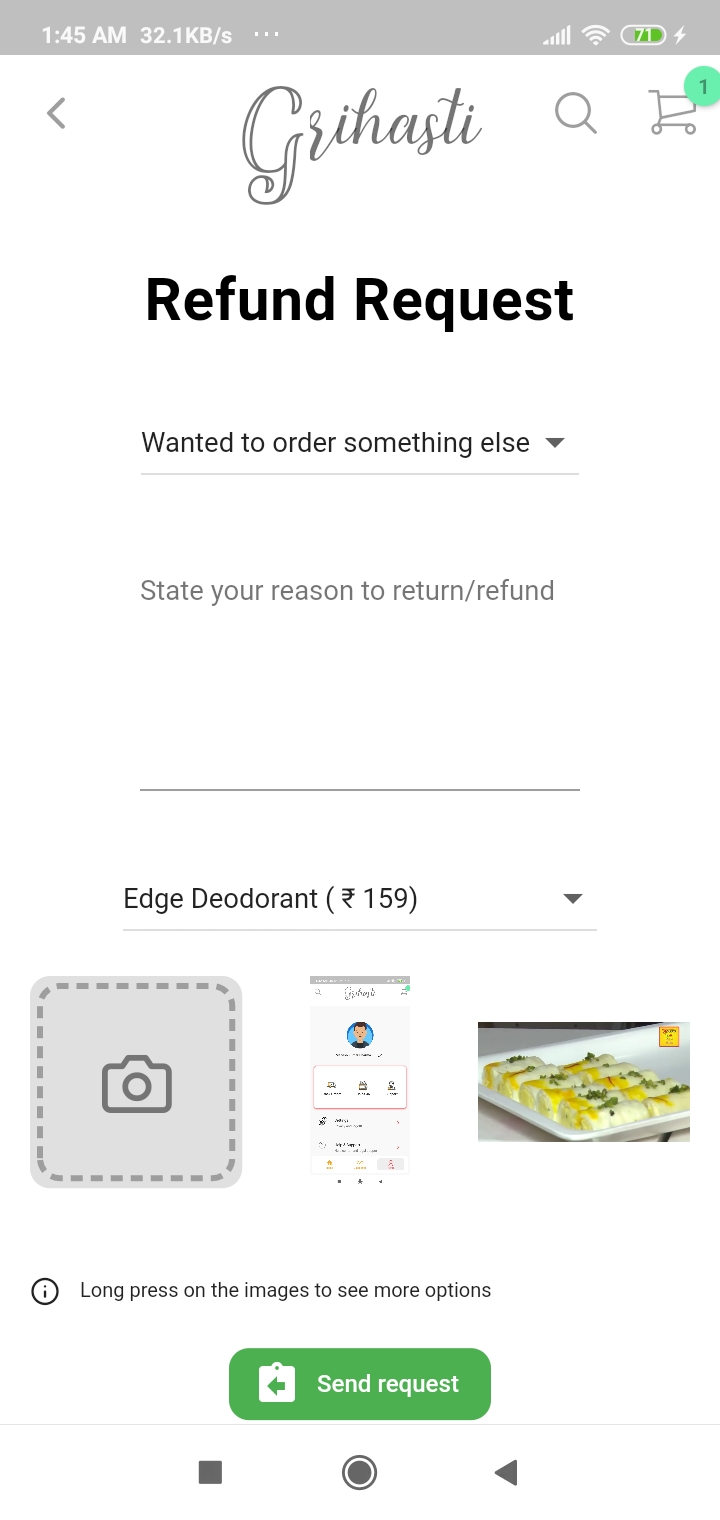 1:45 AM 32.1KB/s ...
71
1
Grihasti
Refund Request
Wanted to order something else
State your reason to return/refund
Edge Deodorant ( ₹ 159)
Grihasti
Long press on the images to see more options
Send request